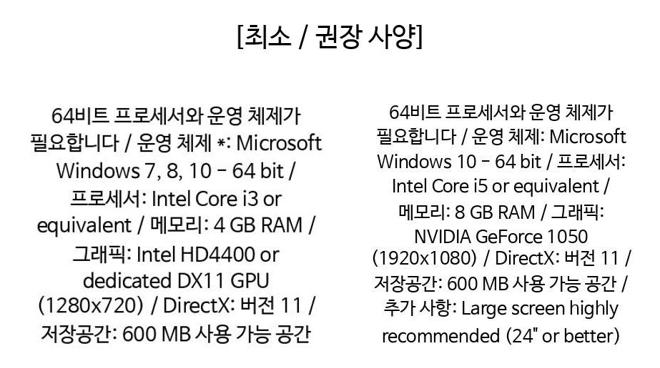 [최소 / 권장 사양]
64비트 프로세서와 운영 체제가
필요합니다 / 운영 체제 *: Microsoft
Windows 7, 8, 10 - 64 bit /
프로세서: Intel Core i3 or
equivalent / 메모리: 4 GB RAM /
그래픽: Intel HD4400 or
dedicated DX11 GPU
(1280x720) / DirectX: 버전 11 /
저장공간: 600 MB 사용 가능 공간
64비트 프로세서와 운영 체제가
필요합니다 / 운영 체제: Microsoft
Windows 10 - 64 bit / 프로세서:
Intel Core i5 or equivalent /
메모리: 8 GB RAM / 그래픽:
NVIDIA GeForce 1050
(1920x1080) / DirectX: 버전 11 /
저장공간: 600 MB 사용 가능 공간 /
추가 사항: Large screen highly
recommended (24" or better)